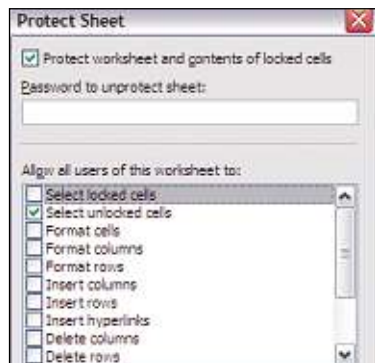 Protect Sheet
Protect worksheet and contents of locked cells
Password to unprotect sheet:
Allow all users of this worksheet to:
Select locked cells
Select unlocked cells
Format cells
Format columns
Format rows
Insert columns
Insert rows
Insert hyperlinks
Delete columns
Delete rows